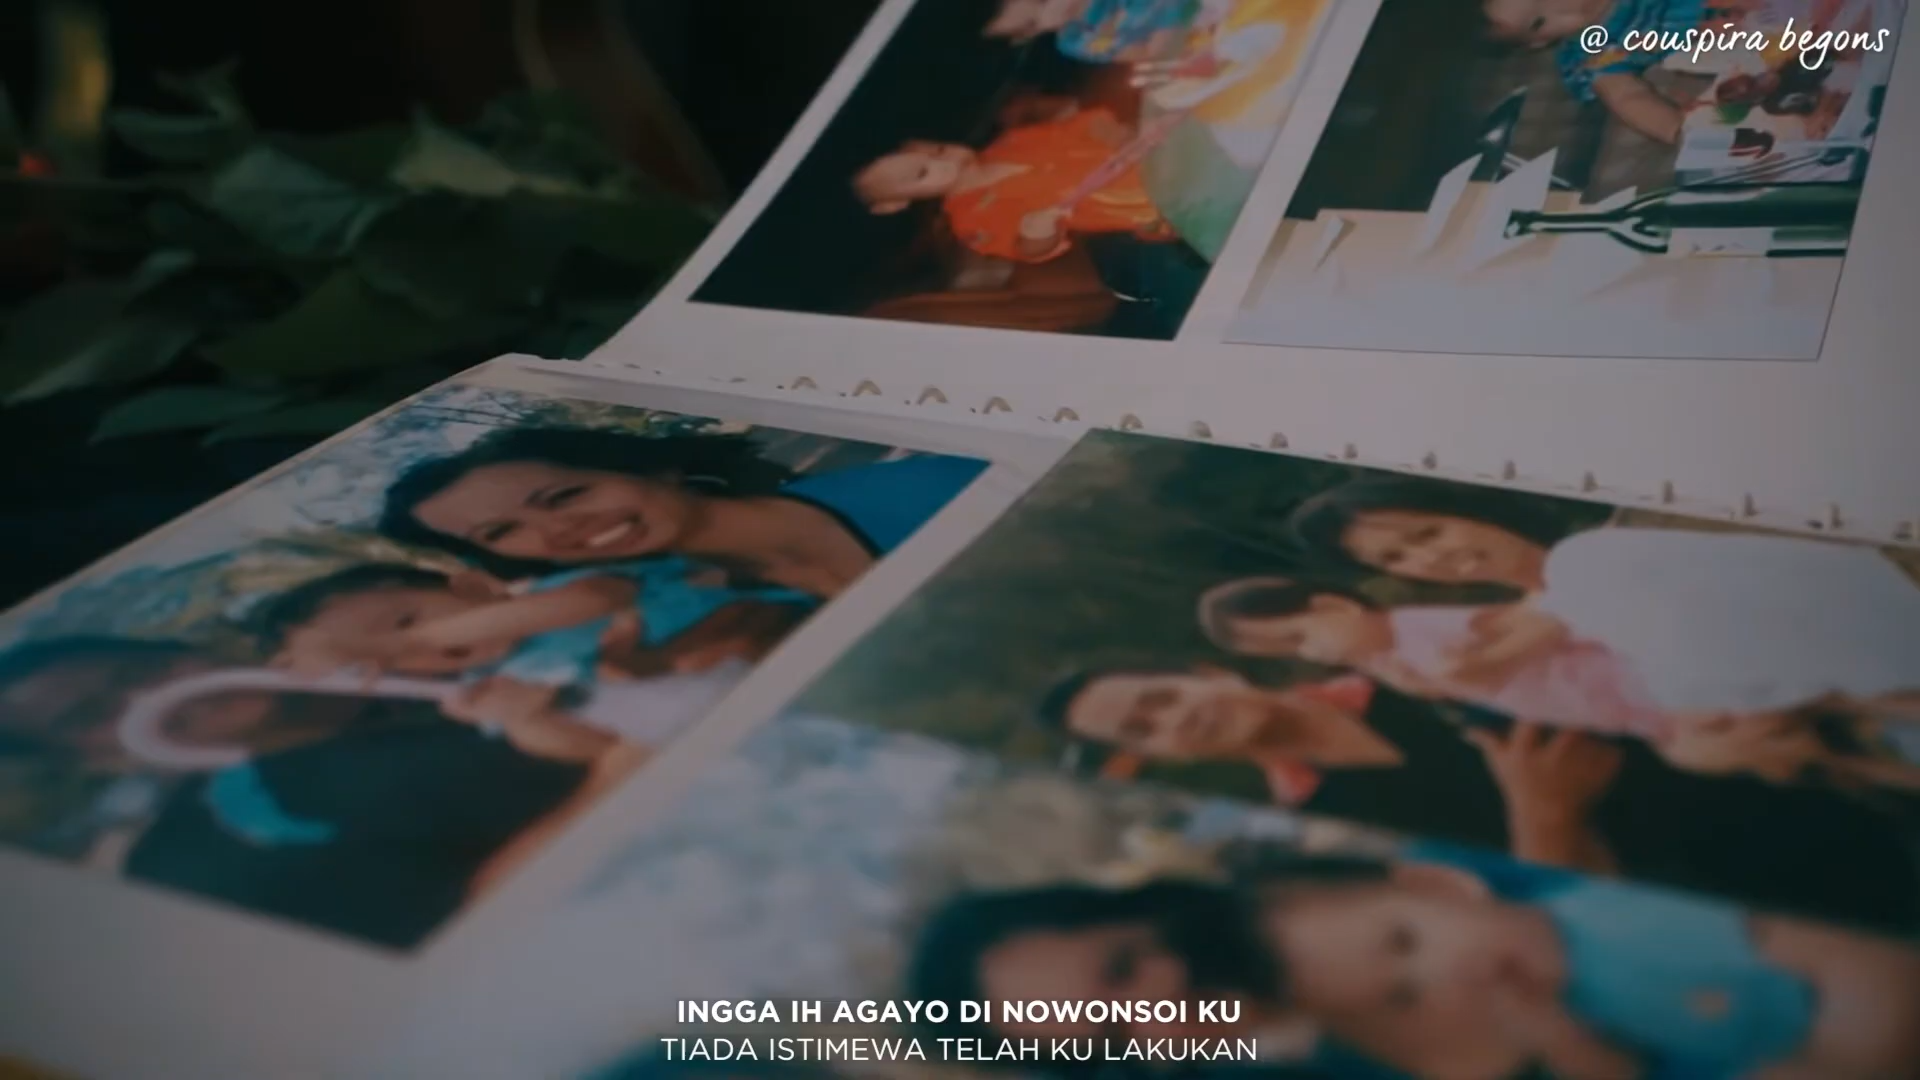 @ couspira begons
INGGA IH AGAYO DI NOWONSOI KU
TIADA ISTIMEWA TELAH KU LAKUKAN